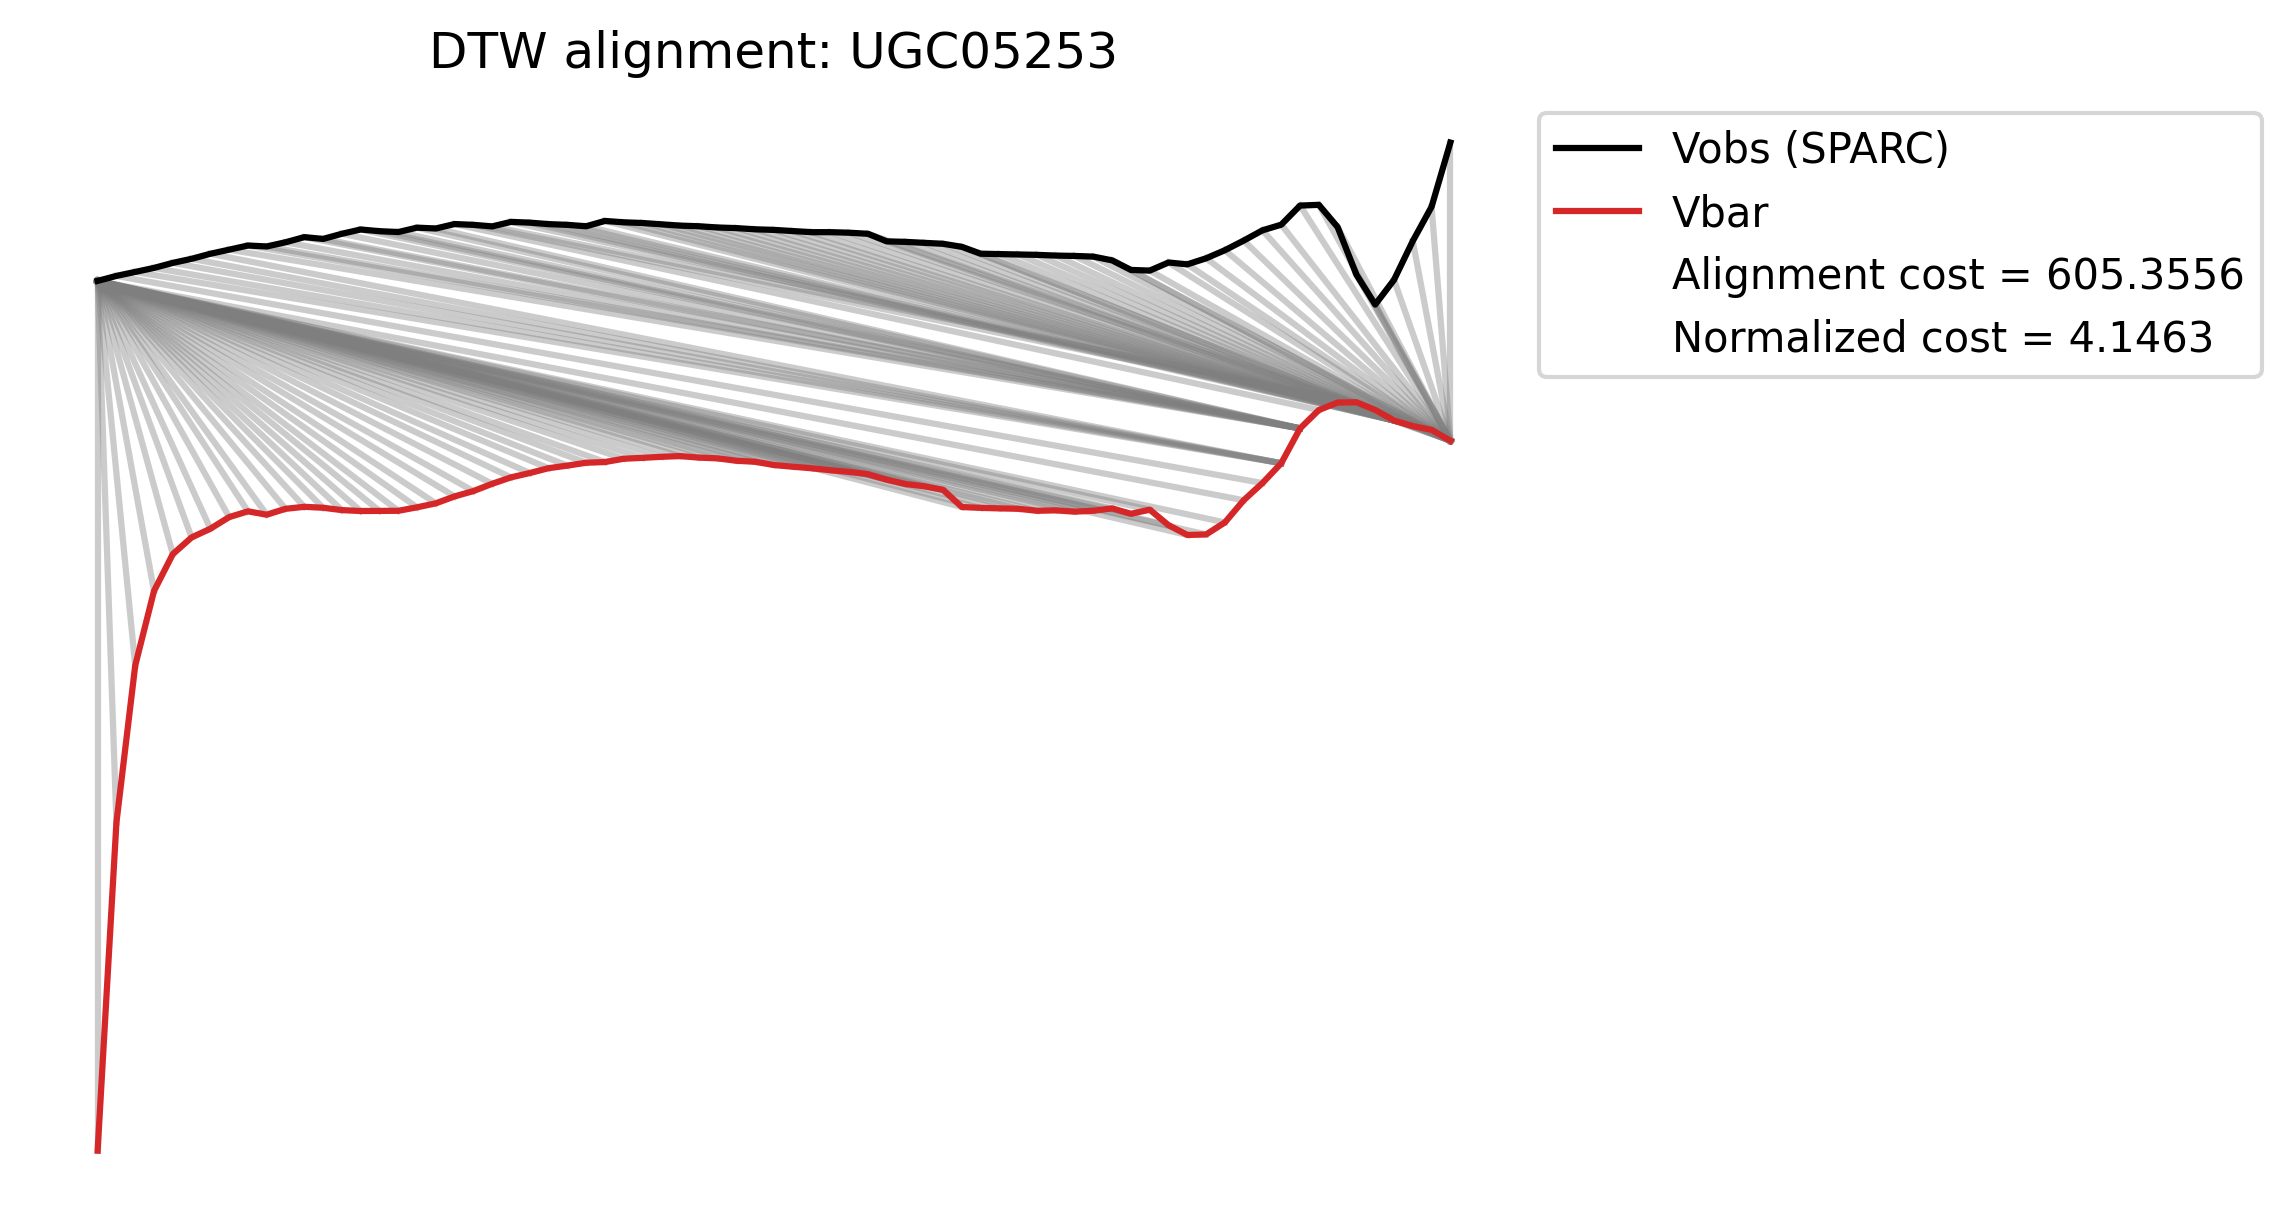 DTW alignment: UGC05253
Vobs (SPARC)
Vbar
Alignment cost = 605.3556
Normalized cost = 4.1463